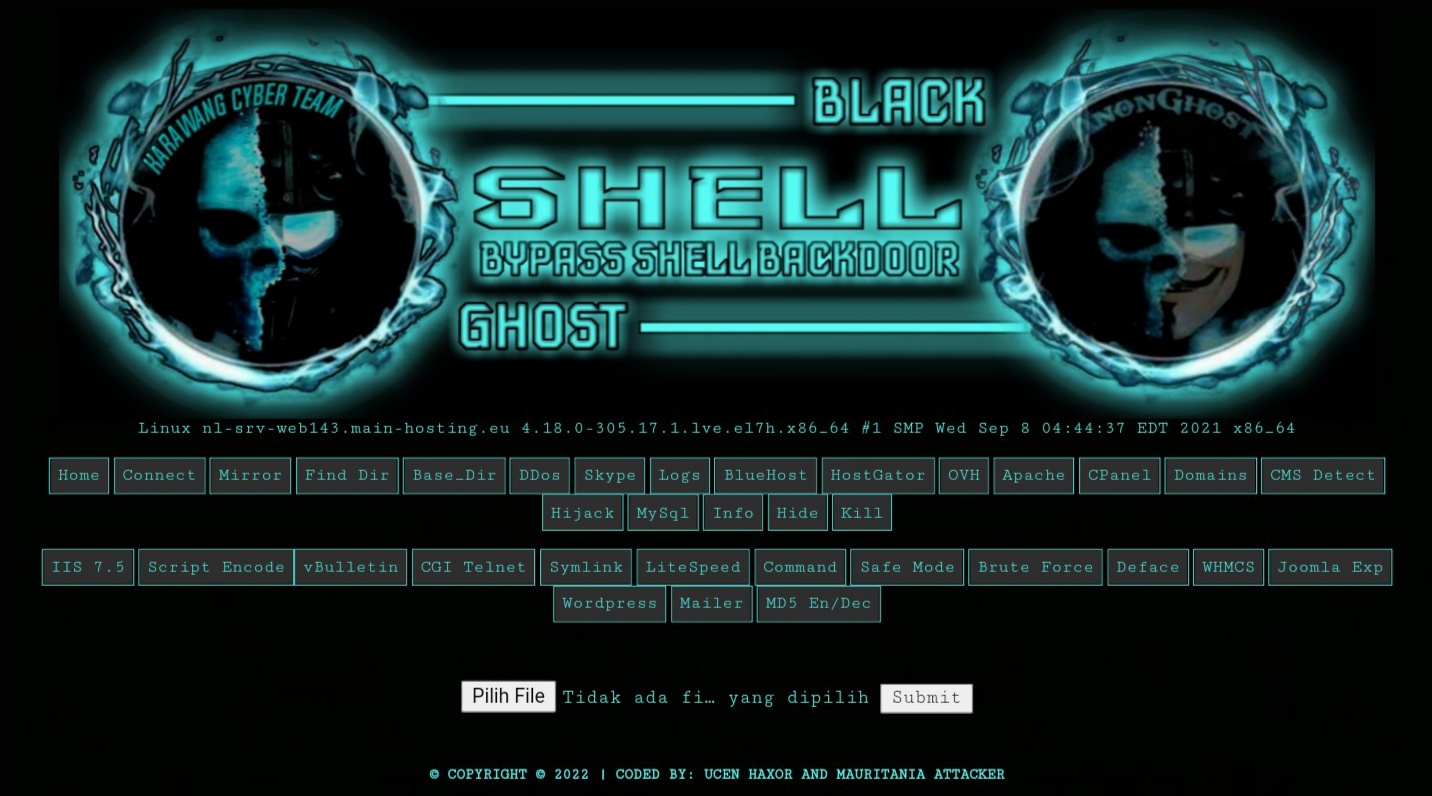 KARAWANG CYBER TEAM
BLACK
NONGHOST
SHELL
BYPASS SHELL BACKDOOR
GHOST
Linux nl-srv-web143.main-hosting.eu 4.18.0-305.17.1.lve.el7h.x86_64 #1 SMP Wed Sep 8 04:44:37 EDT 2021 x86_64
Home Connect Mirror Find Dir Base_Dir DDos Skype Logs BlueHost HostGator OVH Apache CPanel Domains CMS Detect
Hijack MySql Info Hide Kill
IIS 7.5 Script Encode vBulletin CGI Telnet Symlink LiteSpeed Command Safe Mode Brute Force Deface WHMCS Joomla Exp
Wordpress Mailer MD5 En/Dec
Pilih File Tidak ada fi… yang dipilih Submit
© COPYRIGHT © 2022 | CODED BY: UCEN HAXOR AND MAURITANIA ATTACKER